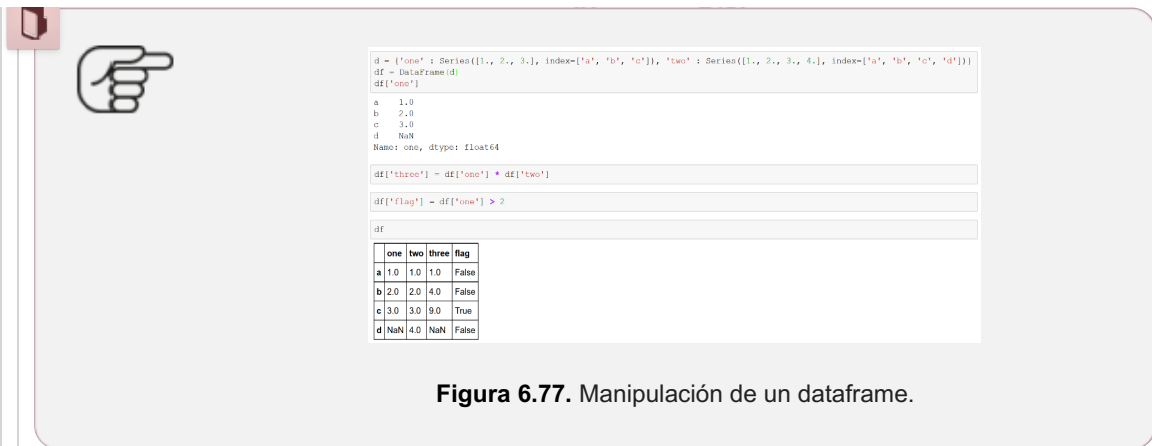 d = {'one' : Series([1., 2., 3.], index=['a', 'b', 'c']), 'two' : Series([1., 2., 3., 4.], index=['a', 'b', 'c', 'd'])}
df = DataFrame(d)
df['one']
a 1.0
b 2.0
c 3.0
d NaN
Name: one, dtype: float64
df['three'] = df['one'] * df['two']
df['flag'] = df['one'] > 2
df
one two three flag
a 1.0 1.0 1.0 False
b 2.0 2.0 4.0 False
c 3.0 3.0 9.0 True
d NaN 4.0 NaN False
Figura 6.77. Manipulación de un dataframe.